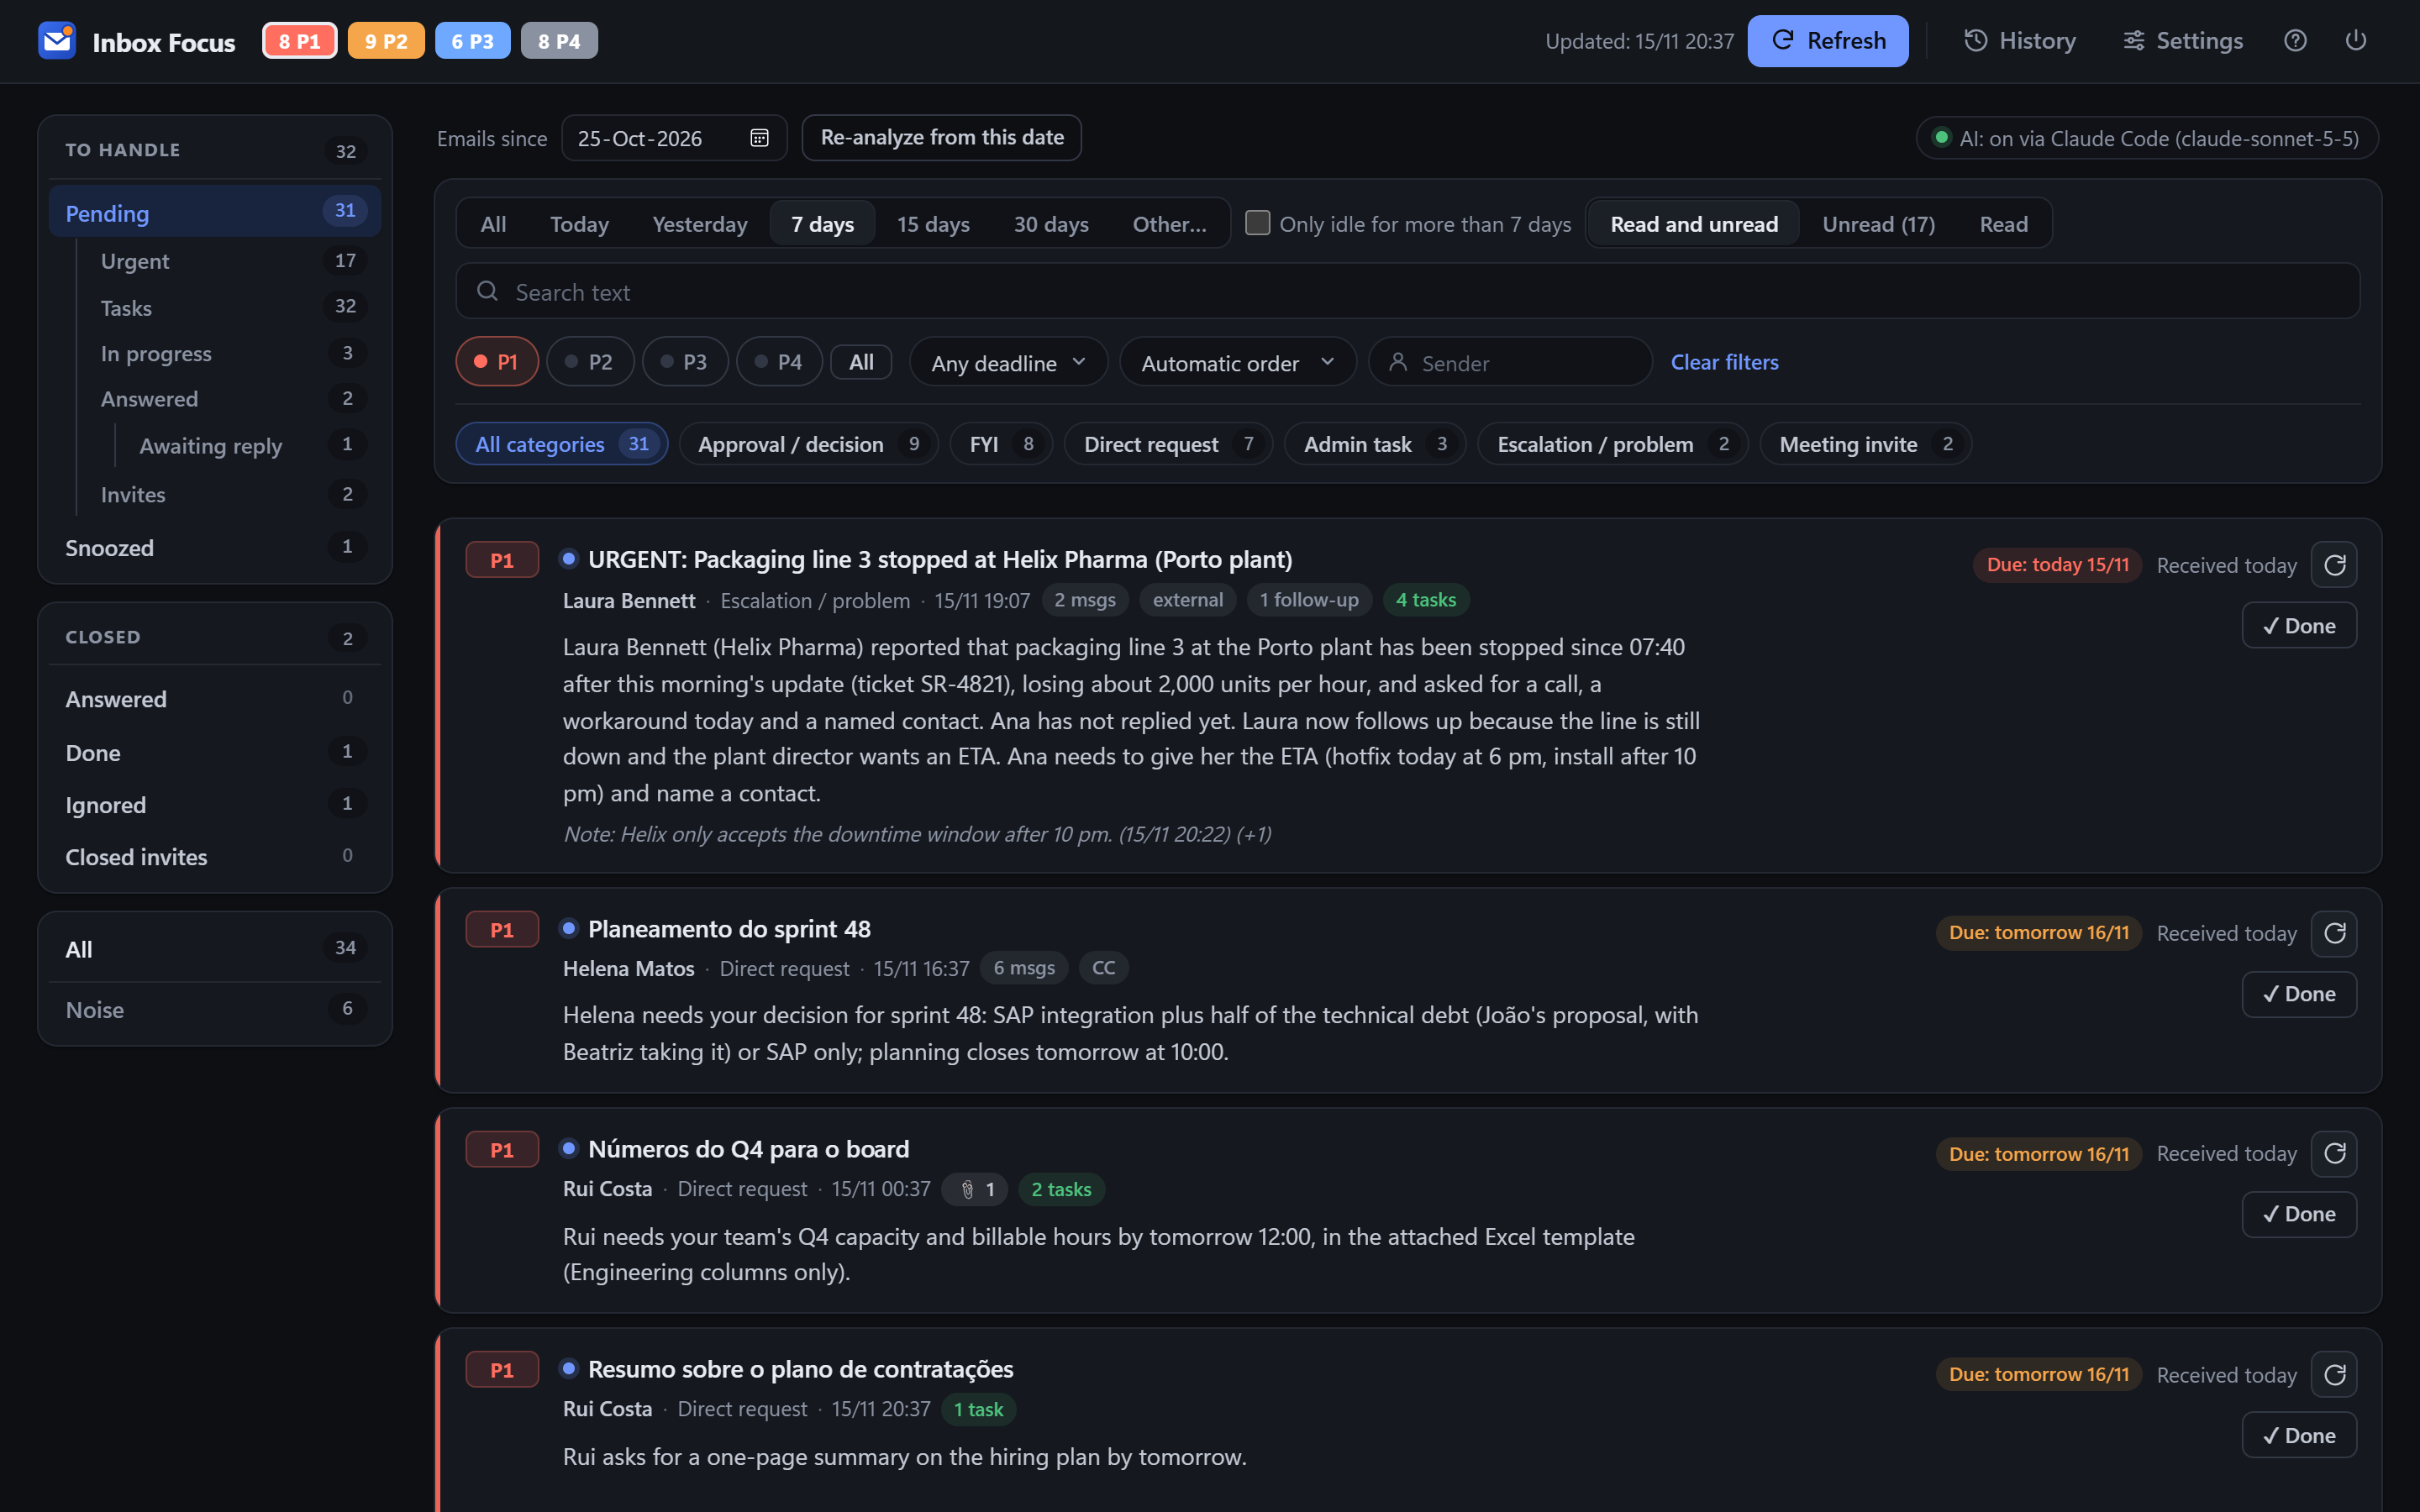 Inbox Focus 8 P1 9 P2 6 P3 8 P4 Updated: 15/11 20:37 Refresh History Settings
TO HANDLE 32
Pending 31
Urgent 17
Tasks 32
In progress 3
Answered 2
Awaiting reply 1
Invites 2
Snoozed 1
CLOSED 2
Answered 0
Done 1
Ignored 1
Closed invites 0
All 34
Noise 6
Emails since 25-Oct-2026 Re-analyze from this date AI: on via Claude Code (claude-sonnet-5-5)
All Today Yesterday 7 days 15 days 30 days Other... Only idle for more than 7 days Read and unread Unread (17) Read
Search text
P1 P2 P3 P4 All Any deadline Automatic order Sender Clear filters
All categories 31 Approval / decision 9 FYI 8 Direct request 7 Admin task 3 Escalation / problem 2 Meeting invite 2
P1 URGENT: Packaging line 3 stopped at Helix Pharma (Porto plant) Due: today 15/11 Received today
Laura Bennett · Escalation / problem · 15/11 19:07 2 msgs external 1 follow-up 4 tasks
✓ Done
Laura Bennett (Helix Pharma) reported that packaging line 3 at the Porto plant has been stopped since 07:40
after this morning's update (ticket SR-4821), losing about 2,000 units per hour, and asked for a call, a
workaround today and a named contact. Ana has not replied yet. Laura now follows up because the line is still
down and the plant director wants an ETA. Ana needs to give her the ETA (hotfix today at 6 pm, install after 10
pm) and name a contact.
Note: Helix only accepts the downtime window after 10 pm. (15/11 20:22) (+1)
P1 Planeamento do sprint 48 Due: tomorrow 16/11 Received today
Helena Matos · Direct request · 15/11 16:37 6 msgs CC
✓ Done
Helena needs your decision for sprint 48: SAP integration plus half of the technical debt (João's proposal, with
Beatriz taking it) or SAP only; planning closes tomorrow at 10:00.
P1 Números do Q4 para o board Due: tomorrow 16/11 Received today
Rui Costa · Direct request · 15/11 00:37 1 2 tasks
✓ Done
Rui needs your team's Q4 capacity and billable hours by tomorrow 12:00, in the attached Excel template
(Engineering columns only).
P1 Resumo sobre o plano de contratações Due: tomorrow 16/11 Received today
Rui Costa · Direct request · 15/11 20:37 1 task
✓ Done
Rui asks for a one-page summary on the hiring plan by tomorrow.